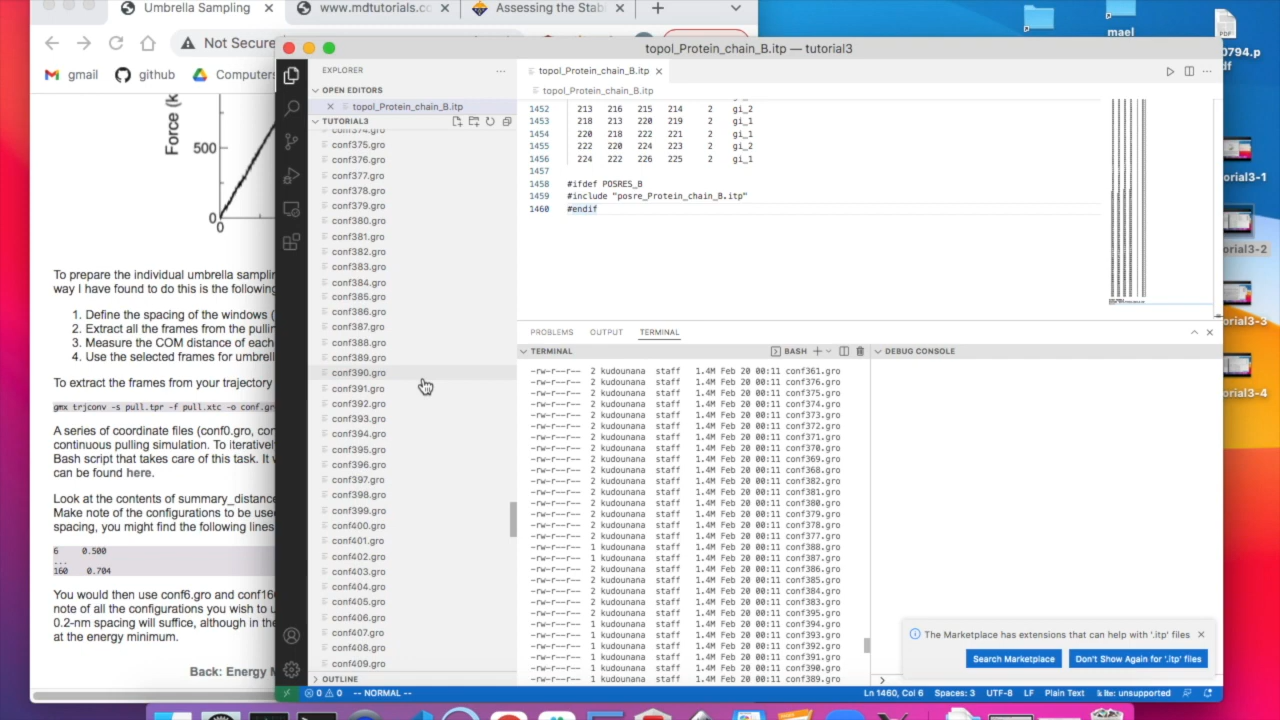 Umbrella Sampling
www.mdtutorials.co
Assessing the Stabi
Not Secure
gmail
github
Computers
mael
0794.p
df
PDF
orial3-1
orial3-2
orial3-3
orial3-4
Force (k
500
0
0
To prepare the individual umbrella sampli
way I have found to do this is the following
1. Define the spacing of the windows (
2. Extract all the frames from the pullin
3. Measure the COM distance of each
4. Use the selected frames for umbrell
To extract the frames from your trajectory
gmx trjconv -s pull.tpr -f pull.xtc -o conf.gr
A series of coordinate files (conf0.gro, con
continuous pulling simulation. To iterativel
Bash script that takes care of this task. It w
can be found here.
Look at the contents of summary_distance
Make note of the configurations to be used
spacing, you might find the following lines
6 0.500
...
160 0.704
You would then use conf6.gro and conf16
note of all the configurations you wish to u
0.2-nm spacing will suffice, although in the
at the energy minimum.
Back: Energy M
topol_Protein_chain_B.itp — tutorial3
EXPLORER
OPEN EDITORS
topol_Protein_chain_B.itp
TUTORIAL3
conf374.gro
conf375.gro
conf376.gro
conf377.gro
conf378.gro
conf379.gro
conf380.gro
conf381.gro
conf382.gro
conf383.gro
conf384.gro
conf385.gro
conf386.gro
conf387.gro
conf388.gro
conf389.gro
conf390.gro
conf391.gro
conf392.gro
conf393.gro
conf394.gro
conf395.gro
conf396.gro
conf397.gro
conf398.gro
conf399.gro
conf400.gro
conf401.gro
conf402.gro
conf403.gro
conf404.gro
conf405.gro
conf406.gro
conf407.gro
conf408.gro
conf409.gro
OUTLINE
topol_Protein_chain_B.itp
topol_Protein_chain_B.itp
1452 213 216 215 214 2 gi_2
1453 218 213 220 219 2 gi_1
1454 220 218 222 221 2 gi_1
1455 222 220 224 223 2 gi_2
1456 224 222 226 225 2 gi_1
1457
1458 #ifdef POSRES_B
1459 #include "posre_Protein_chain_B.itp"
1460 #endif
PROBLEMS OUTPUT TERMINAL
TERMINAL
BASH
DEBUG CONSOLE
-rw-r--r-- 2 kudounana staff 1.4M Feb 20 00:11 conf361.gro
-rw-r--r-- 2 kudounana staff 1.4M Feb 20 00:11 conf376.gro
-rw-r--r-- 2 kudounana staff 1.4M Feb 20 00:11 conf375.gro
-rw-r--r-- 2 kudounana staff 1.4M Feb 20 00:11 conf374.gro
-rw-r--r-- 2 kudounana staff 1.4M Feb 20 00:11 conf373.gro
-rw-r--r-- 2 kudounana staff 1.4M Feb 20 00:11 conf372.gro
-rw-r--r-- 2 kudounana staff 1.4M Feb 20 00:11 conf371.gro
-rw-r--r-- 2 kudounana staff 1.4M Feb 20 00:11 conf370.gro
-rw-r--r-- 2 kudounana staff 1.4M Feb 20 00:11 conf369.gro
-rw-r--r-- 2 kudounana staff 1.4M Feb 20 00:11 conf368.gro
-rw-r--r-- 2 kudounana staff 1.4M Feb 20 00:11 conf382.gro
-rw-r--r-- 2 kudounana staff 1.4M Feb 20 00:11 conf381.gro
-rw-r--r-- 2 kudounana staff 1.4M Feb 20 00:11 conf380.gro
-rw-r--r-- 2 kudounana staff 1.4M Feb 20 00:11 conf379.gro
-rw-r--r-- 2 kudounana staff 1.4M Feb 20 00:11 conf378.gro
-rw-r--r-- 2 kudounana staff 1.4M Feb 20 00:11 conf377.gro
-rw-r--r-- 1 kudounana staff 1.4M Feb 20 00:11 conf388.gro
-rw-r--r-- 1 kudounana staff 1.4M Feb 20 00:11 conf387.gro
-rw-r--r-- 2 kudounana staff 1.4M Feb 20 00:11 conf386.gro
-rw-r--r-- 2 kudounana staff 1.4M Feb 20 00:11 conf385.gro
-rw-r--r-- 2 kudounana staff 1.4M Feb 20 00:11 conf384.gro
-rw-r--r-- 2 kudounana staff 1.4M Feb 20 00:11 conf383.gro
-rw-r--r-- 2 kudounana staff 1.4M Feb 20 00:11 conf395.gro
-rw-r--r-- 1 kudounana staff 1.4M Feb 20 00:11 conf394.gro
-rw-r--r-- 1 kudounana staff 1.4M Feb 20 00:11 conf393.gro
-rw-r--r-- 1 kudounana staff 1.4M Feb 20 00:11 conf392.gro
-rw-r--r-- 1 kudounana staff 1.4M Feb 20 00:11 conf391.gro
-rw-r--r-- 1 kudounana staff 1.4M Feb 20 00:11 conf390.gro
-rw-r--r-- 1 kudounana staff 1.4M Feb 20 00:11 conf389.gro
The Marketplace has extensions that can help with '.itp' files
Search Marketplace
Don't Show Again for '.itp' files
0 0 -- NORMAL --
Ln 1460, Col 6 Spaces: 3 UTF-8 LF Plain Text kite: unsupported